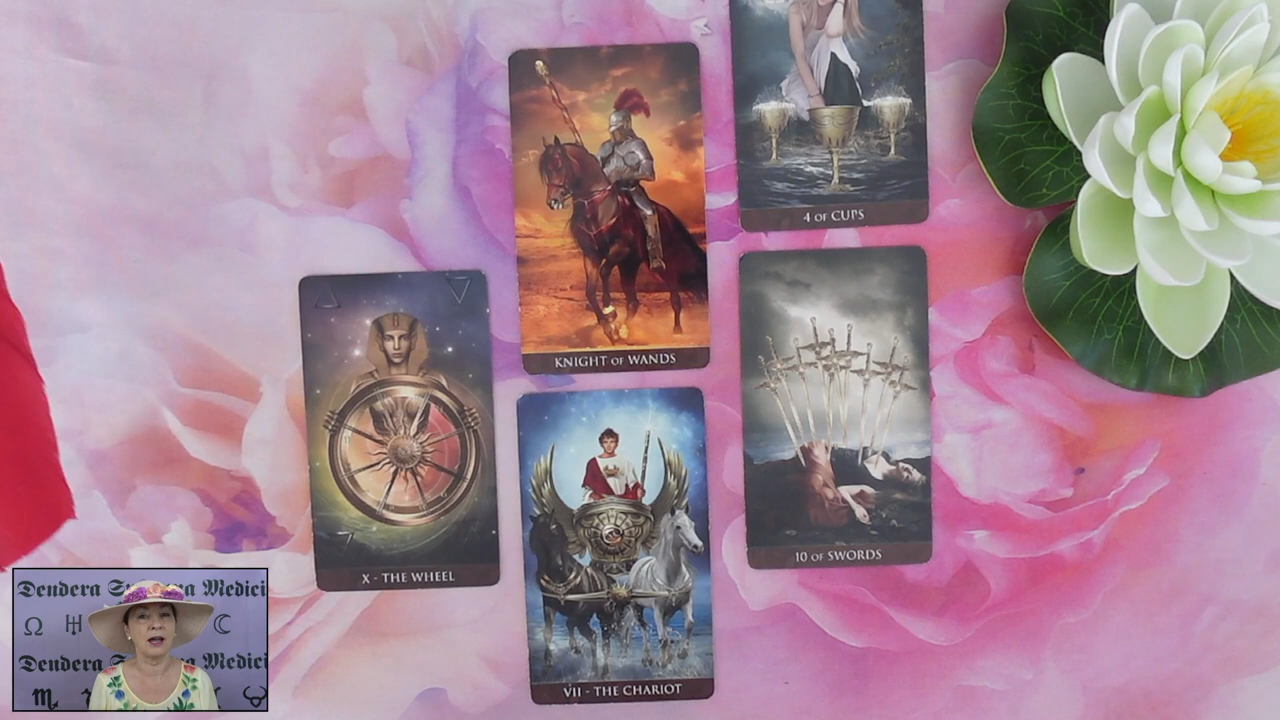 4 OF CUPS
KNIGHT OF WANDS
10 OF SWORDS
X - THE WHEEL
VII - THE CHARIOT
Dendera
Medici
Dendera
Medici